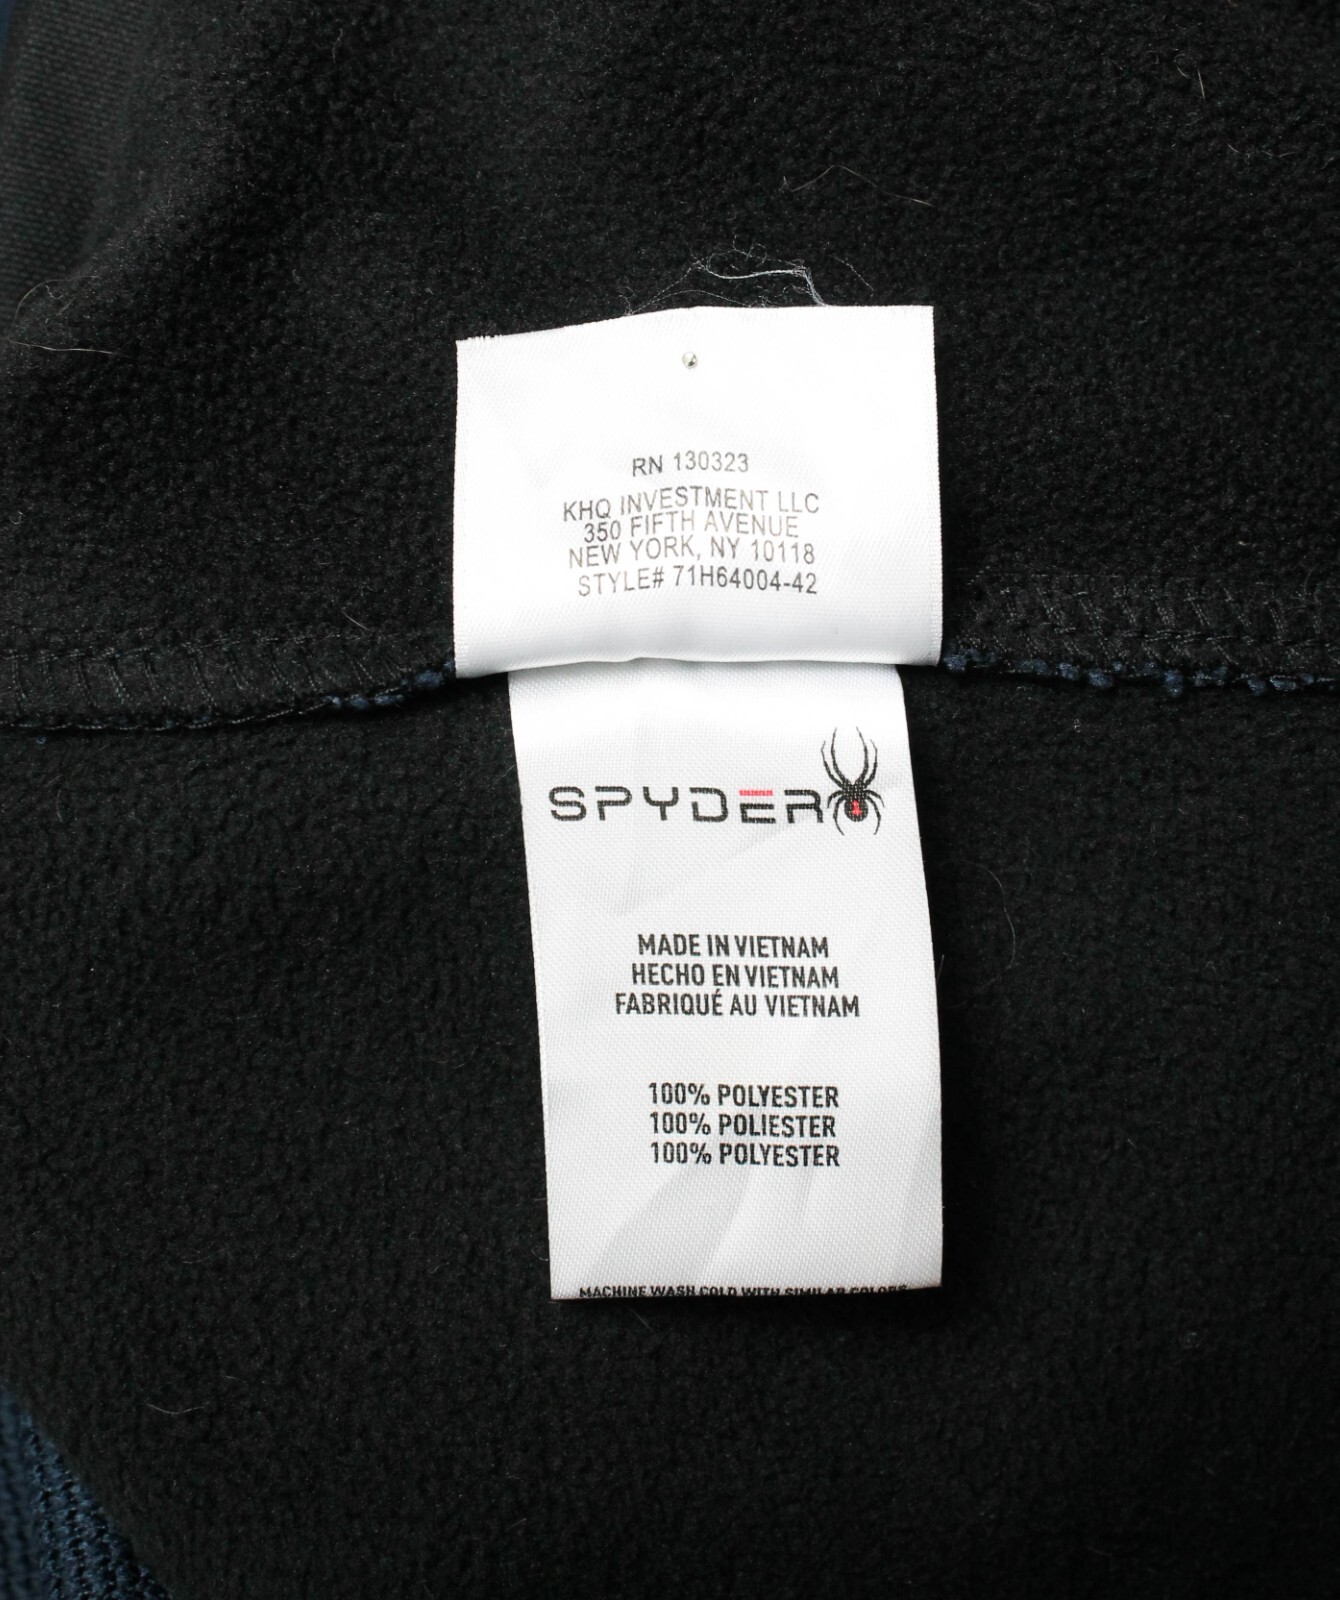 RN 130323
KHQ INVESTMENT LLC
350 FIFTH AVENUE
NEW YORK, NY 10118
STYLE# 71H64004-42
SPYDER
MADE IN VIETNAM
HECHO EN VIETNAM
FABRIQUÉ AU VIETNAM
100% POLYESTER
100% POLIESTER
100% POLYESTER
MACHINE WASH COLD WITH SIMILAR COLORS